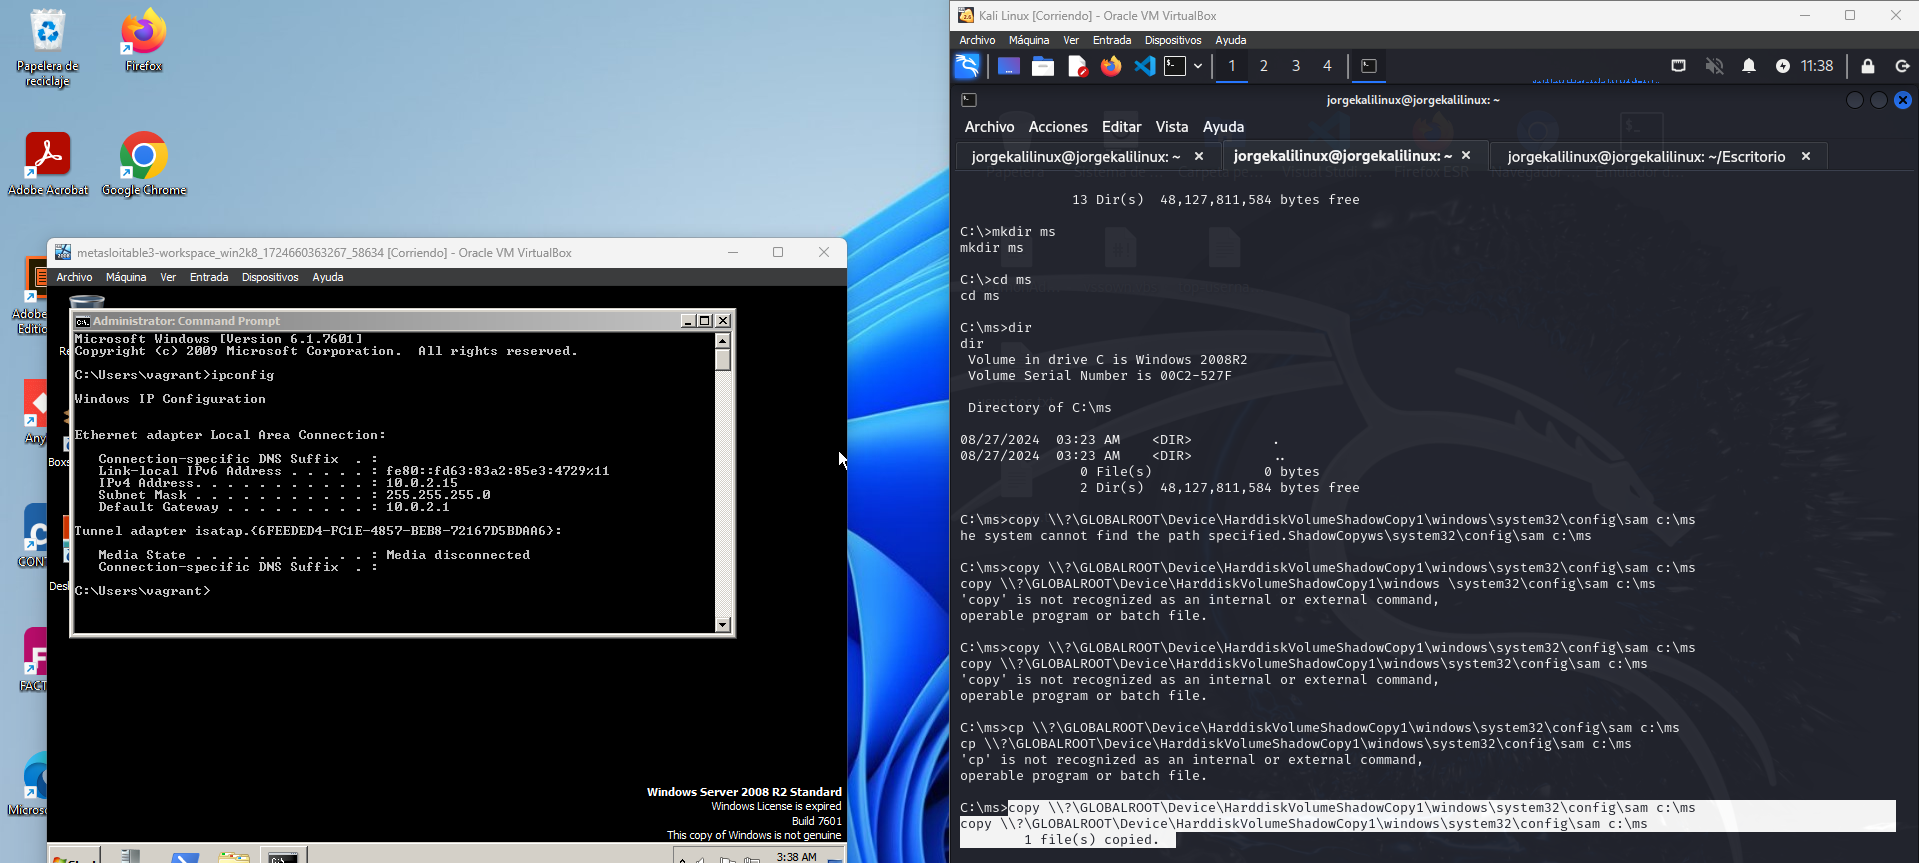 Papelera de
reciclaje
Firefox
Adobe Acrobat
Google Chrome
metasloitable3-workspace_win2k8_1724660363267_58634 [Corriendo] - Oracle VM VirtualBox
Archivo Máquina Ver Entrada Dispositivos Ayuda
Administrator: Command Prompt
Microsoft Windows [Version 6.1.7601]
Copyright (c) 2009 Microsoft Corporation.  All rights reserved.
C:\Users\vagrant>ipconfig
Windows IP Configuration
Ethernet adapter Local Area Connection:
Connection-specific DNS Suffix  . :
Link-local IPv6 Address . . . . . : fe80::fd63:83a2:85e3:4729%11
IPv4 Address. . . . . . . . . . . : 10.0.2.15
Subnet Mask . . . . . . . . . . . : 255.255.255.0
Default Gateway . . . . . . . . . : 10.0.2.1
Tunnel adapter isatap.{6FEEDED4-FC1E-4857-BEB8-72167D5BDAA6}:
Media State . . . . . . . . . . . : Media disconnected
Connection-specific DNS Suffix  . :
C:\Users\vagrant>
Adobe
Editio
Re
Any
Boxs
CON
Desl
FACT
Micros
Windows Server 2008 R2 Standard
Windows License is expired
Build 7601
This copy of Windows is not genuine
3:38 AM
Kali Linux [Corriendo] - Oracle VM VirtualBox
Archivo Máquina Ver Entrada Dispositivos Ayuda
1 2 3 4
11:38
jorgekalilinux@jorgekalilinux: ~
Archivo Acciones Editar Vista Ayuda
jorgekalilinux@jorgekalilinux: ~ jorgekalilinux@jorgekalilinux: ~ jorgekalilinux@jorgekalilinux: ~/Escritorio
13 Dir(s)  48,127,811,584 bytes free
C:\>mkdir ms
mkdir ms
C:\>cd ms
cd ms
C:\ms>dir
dir
Volume in drive C is Windows 2008R2
Volume Serial Number is 00C2-527F
Directory of C:\ms
08/27/2024  03:23 AM    <DIR>          .
08/27/2024  03:23 AM    <DIR>          ..
0 File(s)              0 bytes
2 Dir(s)  48,127,811,584 bytes free
C:\ms>copy \\?\GLOBALROOT\Device\HarddiskVolumeShadowCopy1\windows\system32\config\sam c:\ms
he system cannot find the path specified.ShadowCopyws\system32\config\sam c:\ms
C:\ms>copy \\?\GLOBALROOT\Device\HarddiskVolumeShadowCopy1\windows\system32\config\sam c:\ms
copy \\?\GLOBALROOT\Device\HarddiskVolumeShadowCopy1\windows \system32\config\sam c:\ms
'copy' is not recognized as an internal or external command,
operable program or batch file.
C:\ms>copy \\?\GLOBALROOT\Device\HarddiskVolumeShadowCopy1\windows\system32\config\sam c:\ms
copy \\?\GLOBALROOT\Device\HarddiskVolumeShadowCopy1\windows\system32\config\sam c:\ms
'copy' is not recognized as an internal or external command,
operable program or batch file.
C:\ms>cp \\?\GLOBALROOT\Device\HarddiskVolumeShadowCopy1\windows\system32\config\sam c:\ms
cp \\?\GLOBALROOT\Device\HarddiskVolumeShadowCopy1\windows\system32\config\sam c:\ms
'cp' is not recognized as an internal or external command,
operable program or batch file.
C:\ms>copy \\?\GLOBALROOT\Device\HarddiskVolumeShadowCopy1\windows\system32\config\sam c:\ms
copy \\?\GLOBALROOT\Device\HarddiskVolumeShadowCopy1\windows\system32\config\sam c:\ms
1 file(s) copied.